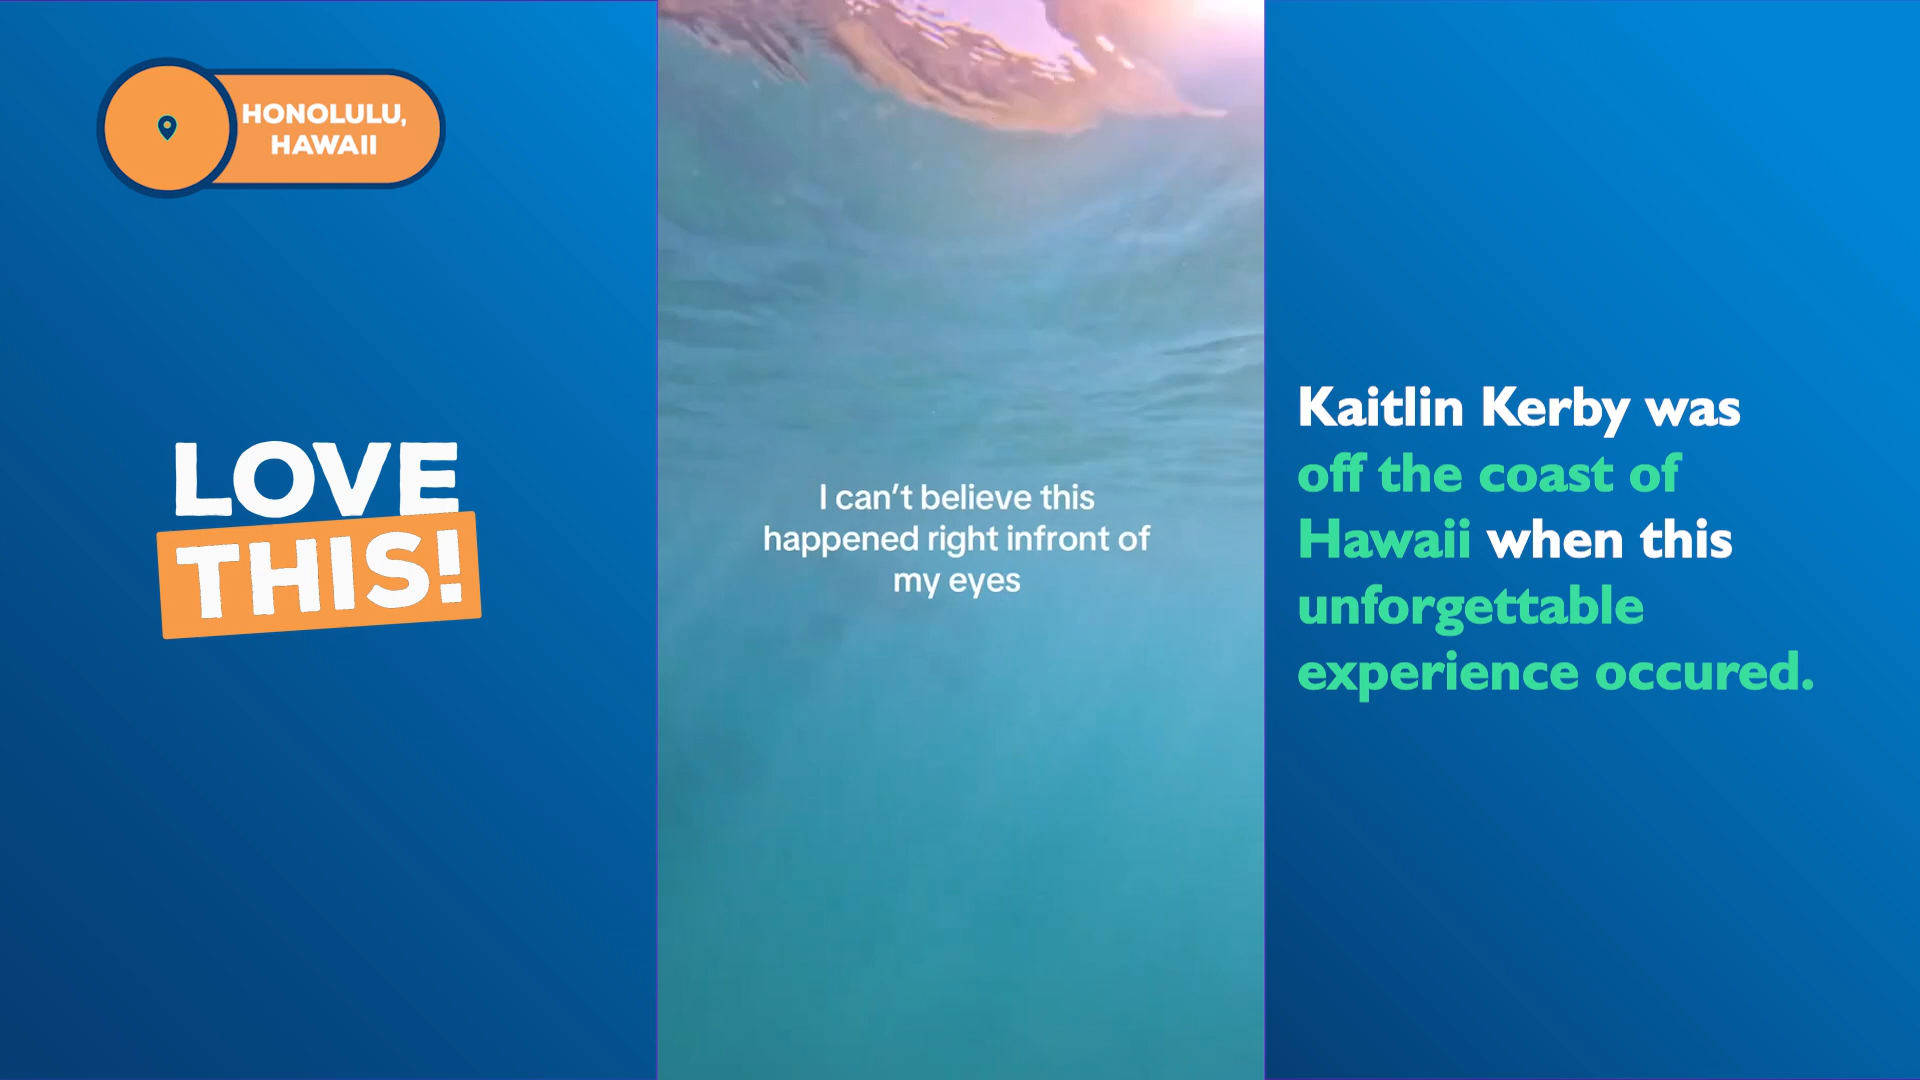 HONOLULU,
HAWAII
LOVE
THIS!
I can't believe this
happened right infront of
my eyes
Kaitlin Kerby was
off the coast of
Hawaii when this
unforgettable
experience occured.